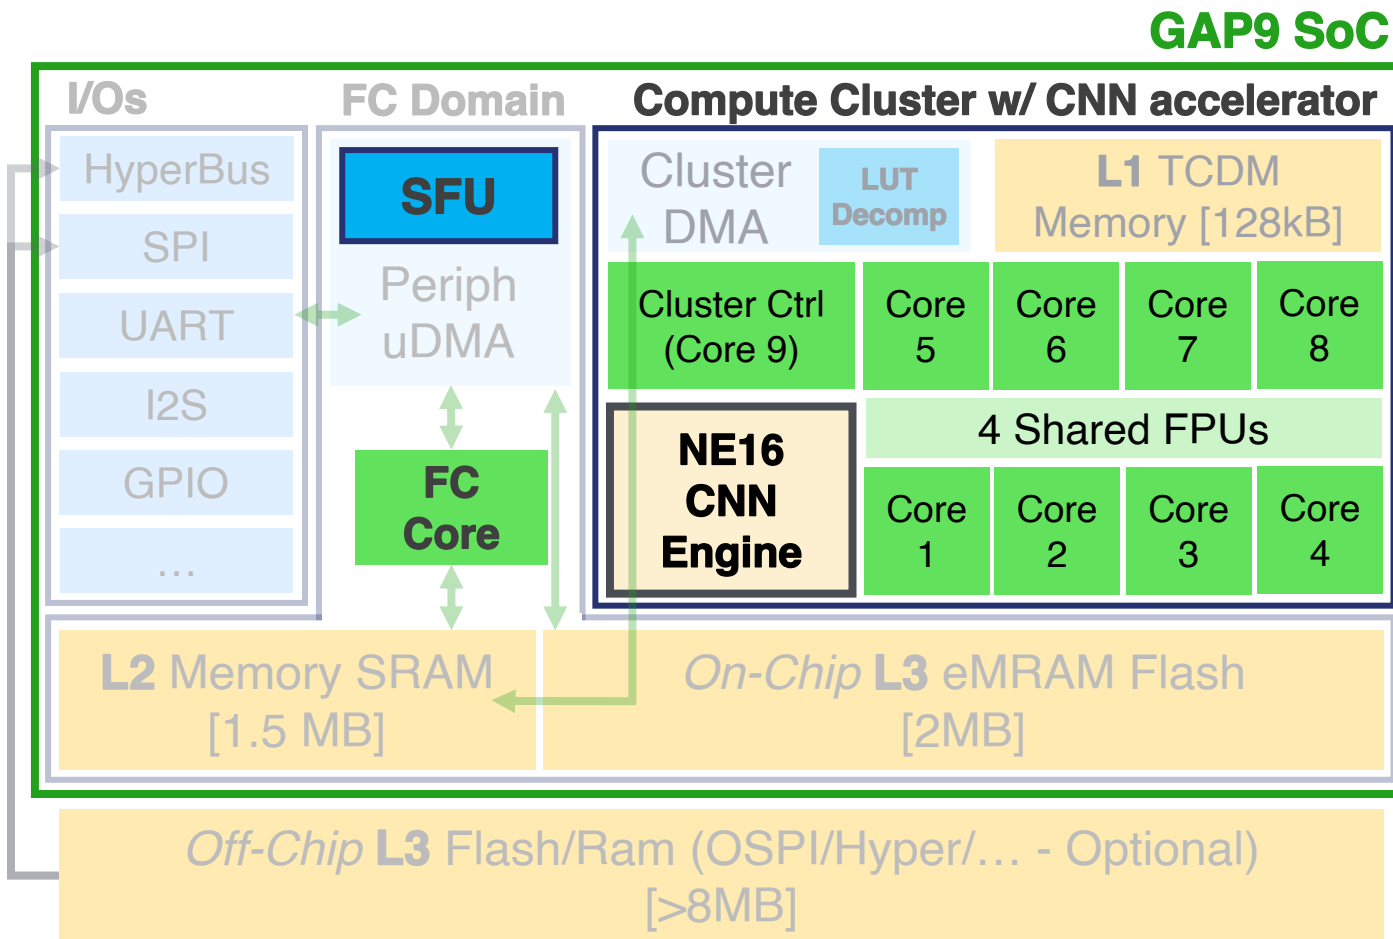 GAP9 SoC
I/Os
FC Domain
Compute Cluster w/ CNN accelerator
HyperBus
SPI
UART
I2S
GPIO
...
SFU
Periph
uDMA
FC
Core
Cluster
DMA
LUT
Decomp
L1 TCDM
Memory [128kB]
Cluster Ctrl
(Core 9)
Core
5
Core
6
Core
7
Core
8
NE16
CNN
Engine
4 Shared FPUs
Core
1
Core
2
Core
3
Core
4
L2 Memory SRAM
[1.5 MB]
On-Chip L3 eMRAM Flash
[2MB]
Off-Chip L3 Flash/Ram (OSPI/Hyper/... - Optional)
[>8MB]